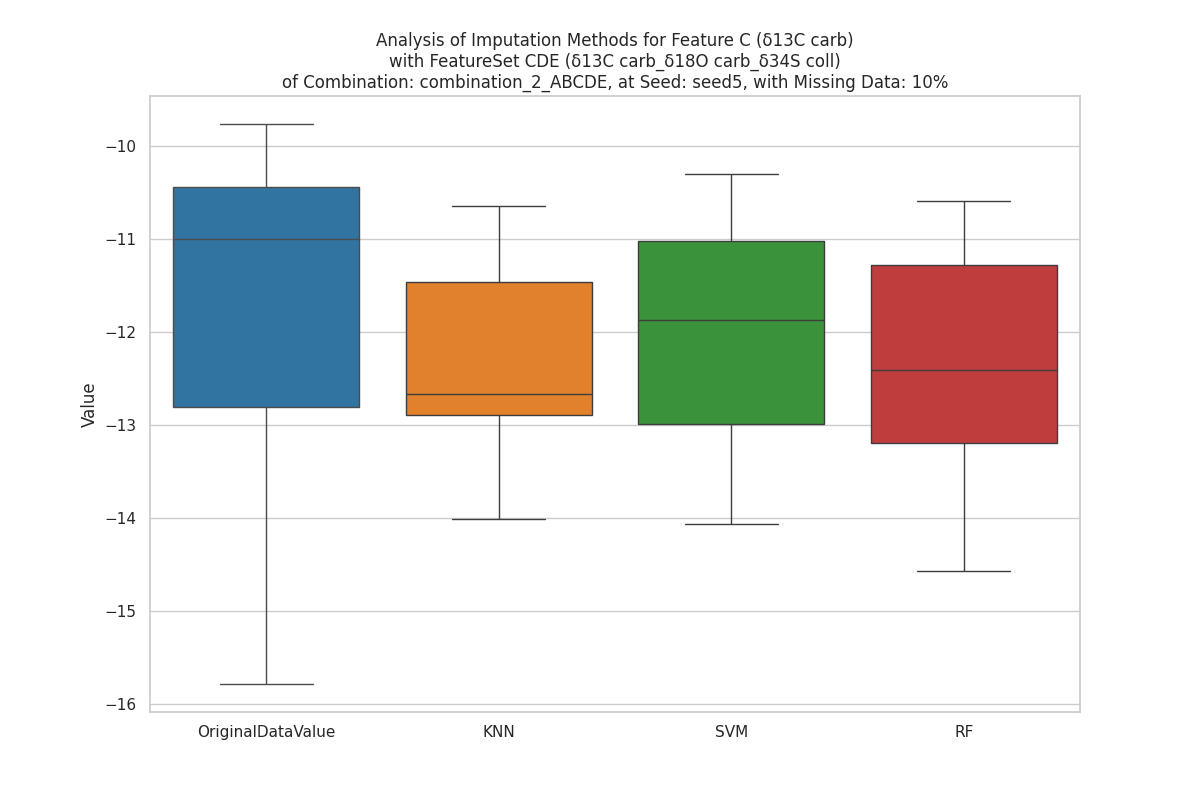 Analysis of Imputation Methods for Feature C (δ13C carb)
with FeatureSet CDE (δ13C carb_δ18O carb_δ34S coll)
of Combination: combination_2_ABCDE, at Seed: seed5, with Missing Data: 10%
−10
−11
−12
−13
−14
−15
−16
Value
OriginalDataValue
KNN
SVM
RF